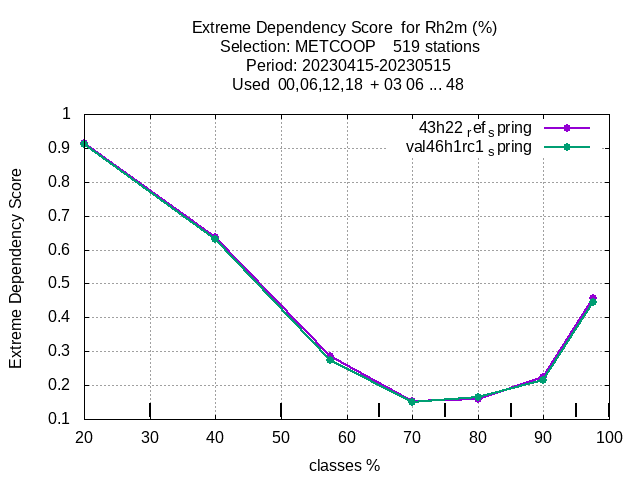 Extreme Dependency Score for Rh2m (%)
Selection: METCOOP 519 stations
Period: 20230415-20230515
Used 00,06,12,18 + 03 06 ... 48
43h22 ref spring
val46h1rc1 spring
Extreme Dependency Score
1
0.9
0.8
0.7
0.6
0.5
0.4
0.3
0.2
0.1
20 30 40 50 60 70 80 90 100
classes %